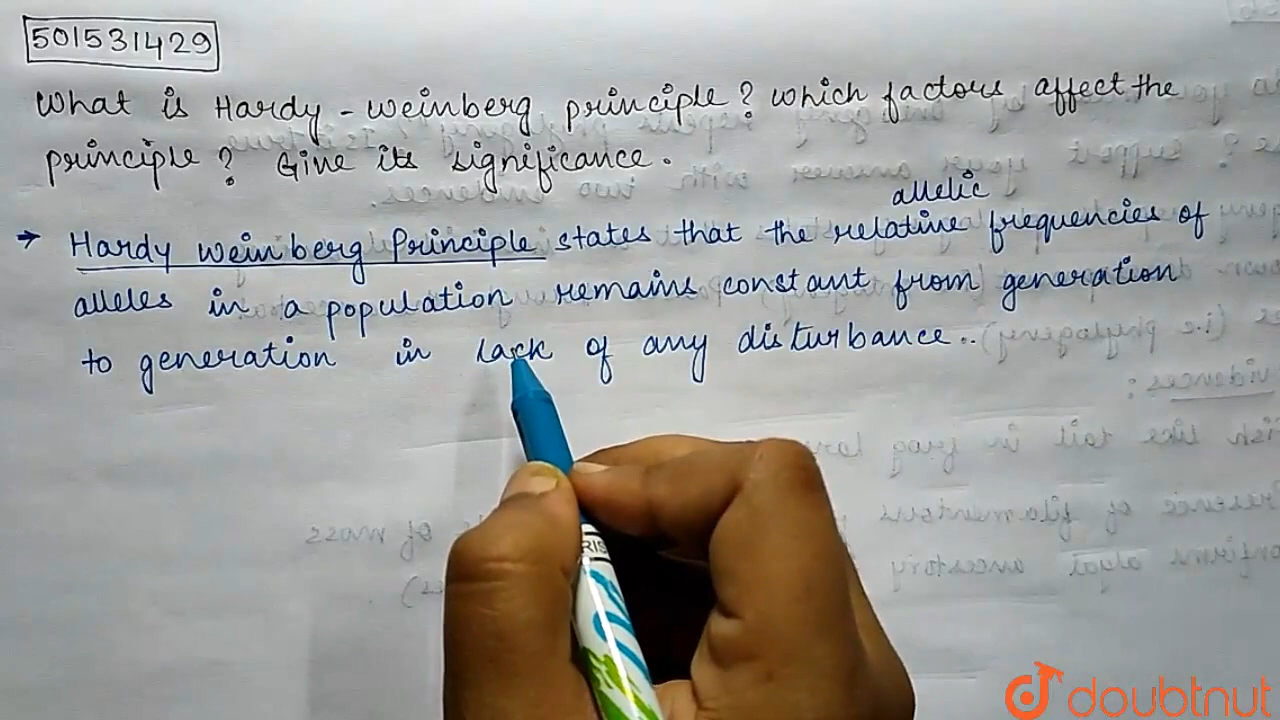 501531429
What is Hardy-Weinberg principle? Which factors affect the
principle? Give its significance.
allelic
→ Hardy Weinberg Principle states that the relative frequencies of
alleles in a population remains constant from generation
to generation in lack of any disturbance..
RIS
doubtnut